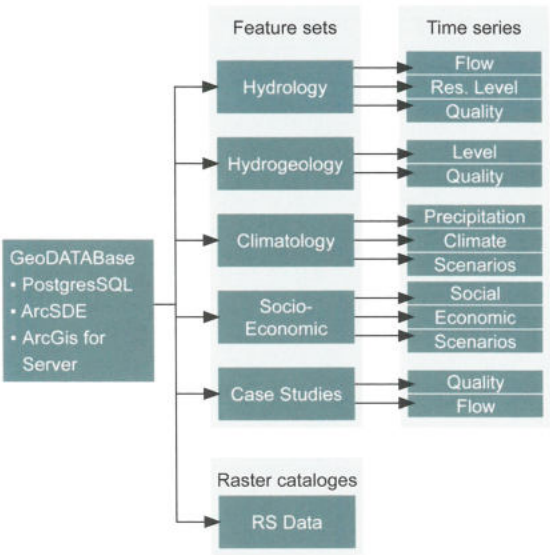 Feature sets
Time series
GeoDATABase
• PostgresSQL
• ArcSDE
• ArcGis for
Server
Hydrology
Flow
Res. Level
Quality
Hydrogeology
Level
Quality
Climatology
Precipitation
Climate
Scenarios
Socio-
Economic
Social
Economic
Scenarios
Case Studies
Quality
Flow
Raster cataloges
RS Data